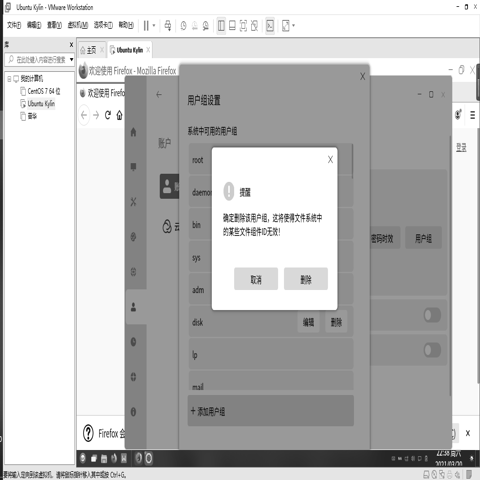 Ubuntu Kylin - VMware Workstation
文件(F) 编辑(E) 查看(V) 虚拟机(M) 选项卡(T) 帮助(H)
库
主页 Ubuntu Kylin
在此处键入内容进行搜索
我的计算机
CentOS 7 64 位
Ubuntu Kylin
欢迎使用 Firefox - Mozilla Firefox
欢迎使用 Firefo
登录
账户
密码时效
用户组
用户组设置
系统中可用的用户组
root
daemo
bin
sys
adm
disk
编辑
删除
lp
mail
+ 添加用户组
提醒
确定删除该用户组，这将使得文件系统中
的某些文件组件ID无效!
取消
删除
Firefox 会
22:38 周六
要将输入定向到该虚拟机，请将鼠标指针移入其中或按 Ctrl+G。